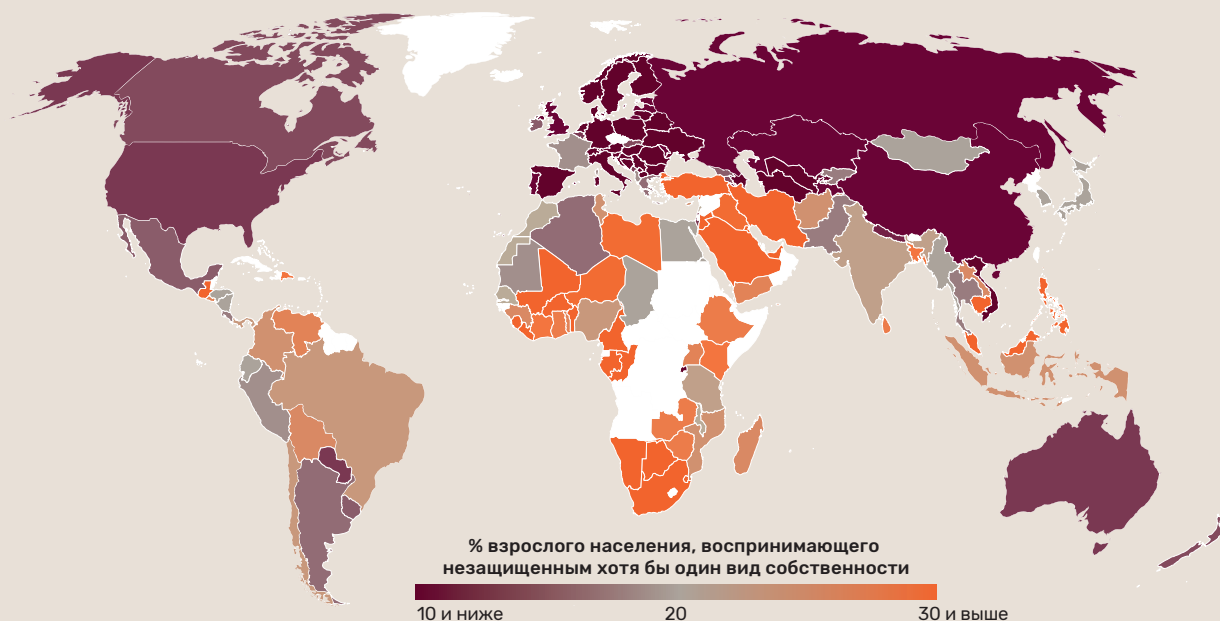 % взрослого населения, воспринимающего
незащищенным хотя бы один вид собственности
10 и ниже 20 30 и выше